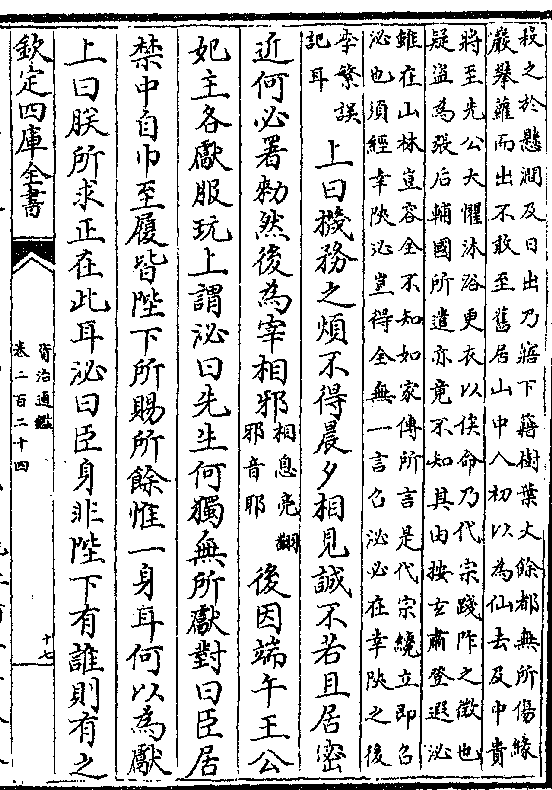 投之於懸澗及日出乃寤下藉樹葉丈餘都無所傷緣
巖攀蘿而出不敢至舊居山中人初以為仙去及中貴
將至先公大懼沐浴更衣以俟命乃代宗踐阼之徵也
疑盜為張后輔國所遣亦竟不知其由按玄肅登遐泌
雖在山林豈容全不知如家傳所言是代宗纔立即召
泌也須經幸陜泌豈得全無一言召泌必在幸陜之後
李繁誤
記耳
上曰機務之煩不得晨夕相見誠不若且居密
近何必署勑然後為宰相邪
相息亮翻
邪音耶
後因端午王公
妃主各獻服玩上謂泌曰先生何獨無所獻對曰臣居
禁中自巾至履皆陛下所賜所餘惟一身耳何以為獻
上曰朕所求正在此耳泌曰臣身非陛下有誰則有之
欽定四庫全書
資治通鑑
卷二百二十四
十七